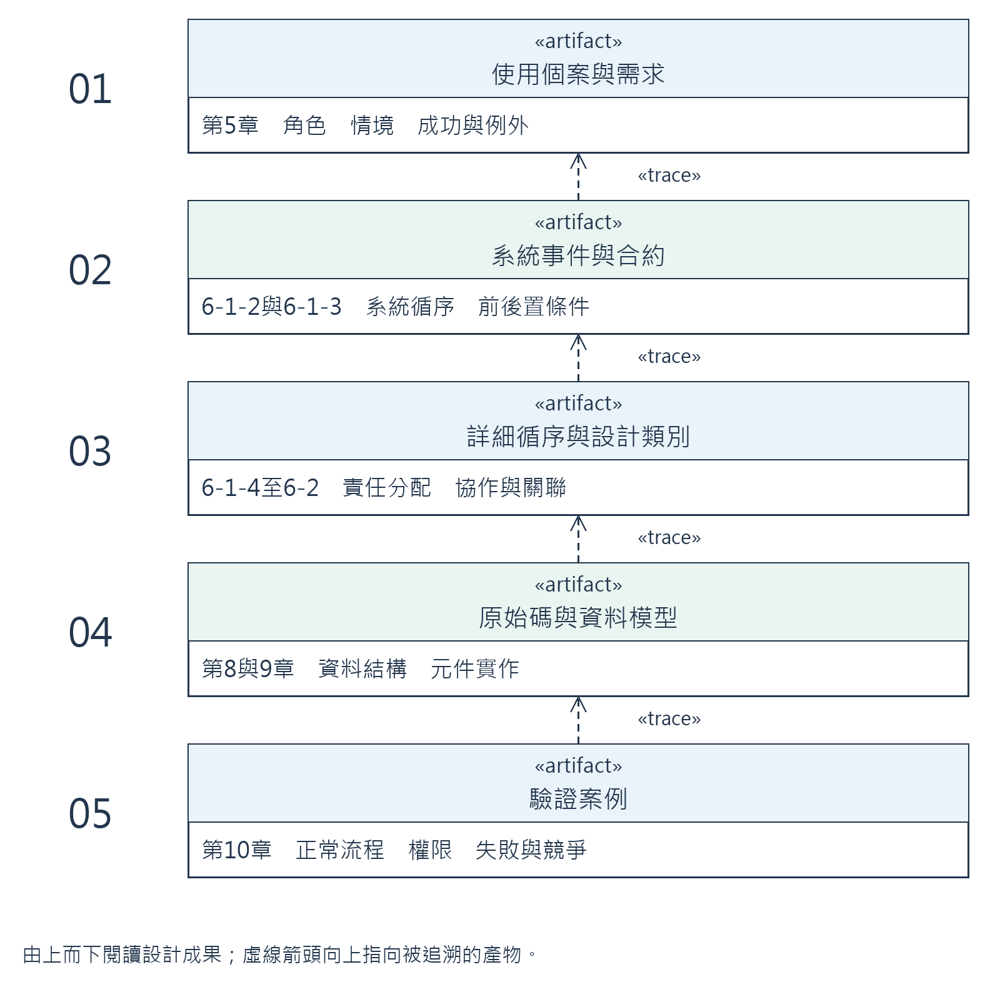 01
«artifact»
使用個案與需求
第5章　角色　情境　成功與例外
«trace»
02
«artifact»
系統事件與合約
6-1-2與6-1-3　系統循序　前後置條件
«trace»
03
«artifact»
詳細循序與設計類別
6-1-4至6-2　責任分配　協作與關聯
«trace»
04
«artifact»
原始碼與資料模型
第8與9章　資料結構　元件實作
«trace»
05
«artifact»
驗證案例
第10章　正常流程　權限　失敗與競爭
由上而下閱讀設計成果；虛線箭頭向上指向被追溯的產物。